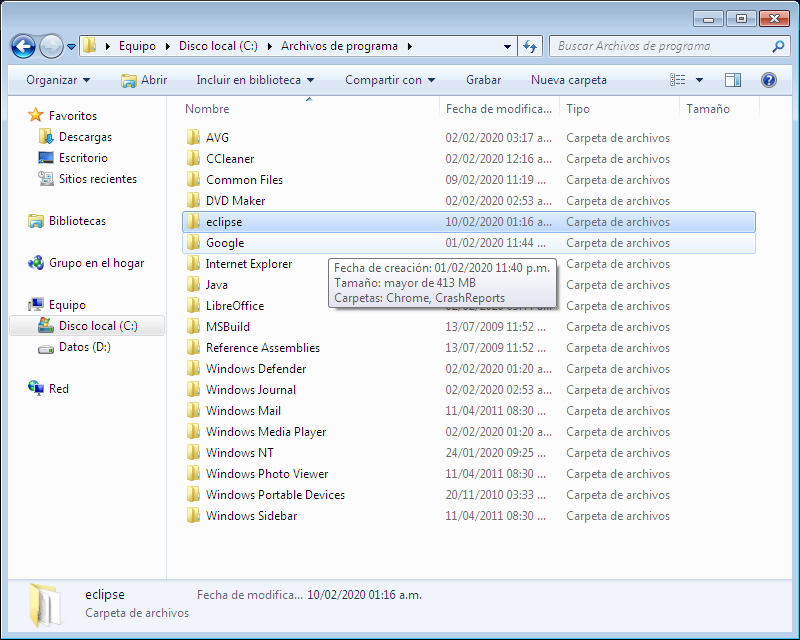 Equipo Disco local (C:) Archivos de programa Buscar Archivos de programa
Organizar Abrir Incluir en biblioteca Compartir con Grabar Nueva carpeta
Nombre Fecha de modifica... Tipo Tamaño
Favoritos
Descargas
Escritorio
Sitios recientes
Bibliotecas
Grupo en el hogar
Equipo
Disco local (C:)
Datos (D:)
Red
AVG 02/02/2020 03:17 a... Carpeta de archivos
CCleaner 02/02/2020 12:16 a... Carpeta de archivos
Common Files 09/02/2020 11:19 ... Carpeta de archivos
DVD Maker 02/02/2020 02:53 a... Carpeta de archivos
eclipse 10/02/2020 01:16 a... Carpeta de archivos
Google 01/02/2020 11:44 ... Carpeta de archivos
Internet Explorer Carpeta de archivos
Java Carpeta de archivos
LibreOffice Carpeta de archivos
Fecha de creación: 01/02/2020 11:40 p.m.
Tamaño: mayor de 413 MB
Carpetas: Chrome, CrashReports
MSBuild 13/07/2009 11:52 ... Carpeta de archivos
Reference Assemblies 13/07/2009 11:52 ... Carpeta de archivos
Windows Defender 02/02/2020 01:20 a... Carpeta de archivos
Windows Journal 02/02/2020 02:53 a... Carpeta de archivos
Windows Mail 11/04/2011 08:30 ... Carpeta de archivos
Windows Media Player 02/02/2020 01:20 a... Carpeta de archivos
Windows NT 24/01/2020 09:25 ... Carpeta de archivos
Windows Photo Viewer 11/04/2011 08:30 ... Carpeta de archivos
Windows Portable Devices 20/11/2010 03:33 ... Carpeta de archivos
Windows Sidebar 11/04/2011 08:30 ... Carpeta de archivos
eclipse Fecha de modifica... 10/02/2020 01:16 a.m.
Carpeta de archivos